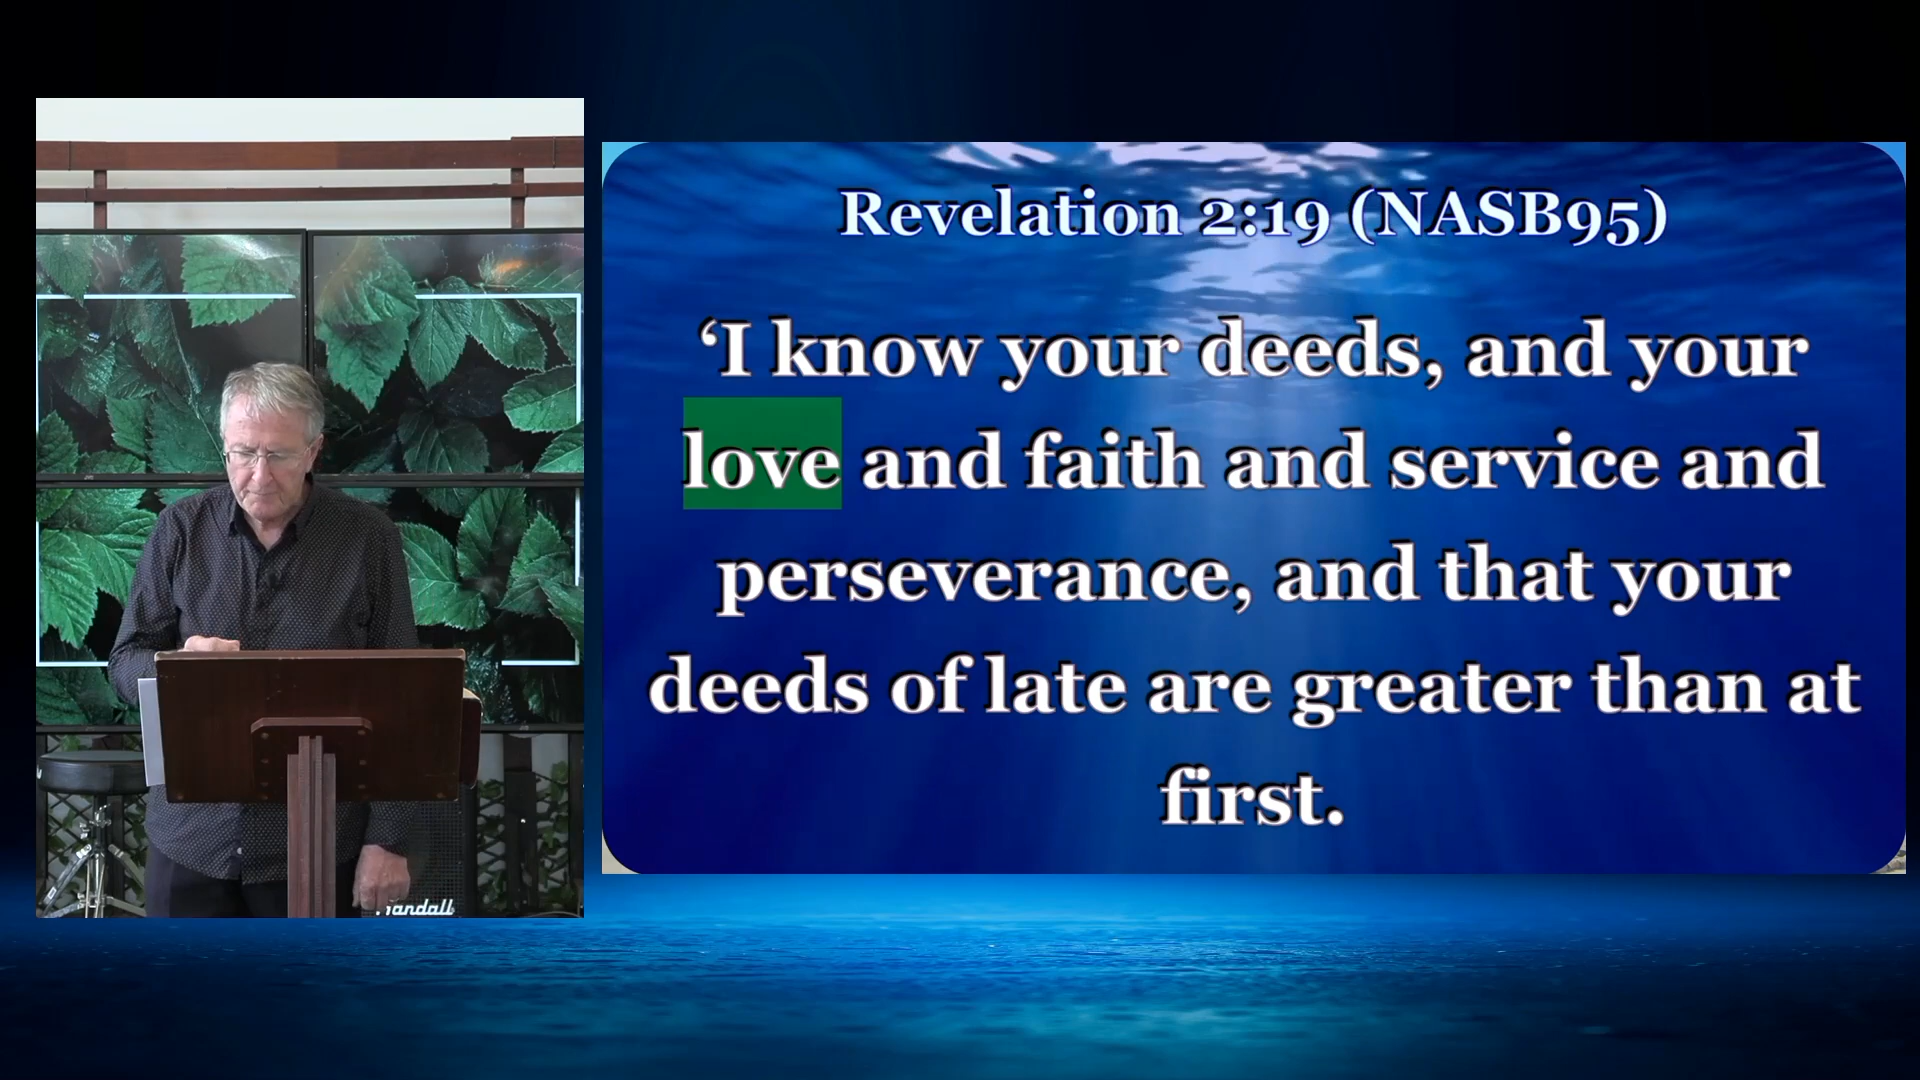 Revelation 2:19 (NASB95)
‘I know your deeds, and your
love and faith and service and
perseverance, and that your
deeds of late are greater than at
first.